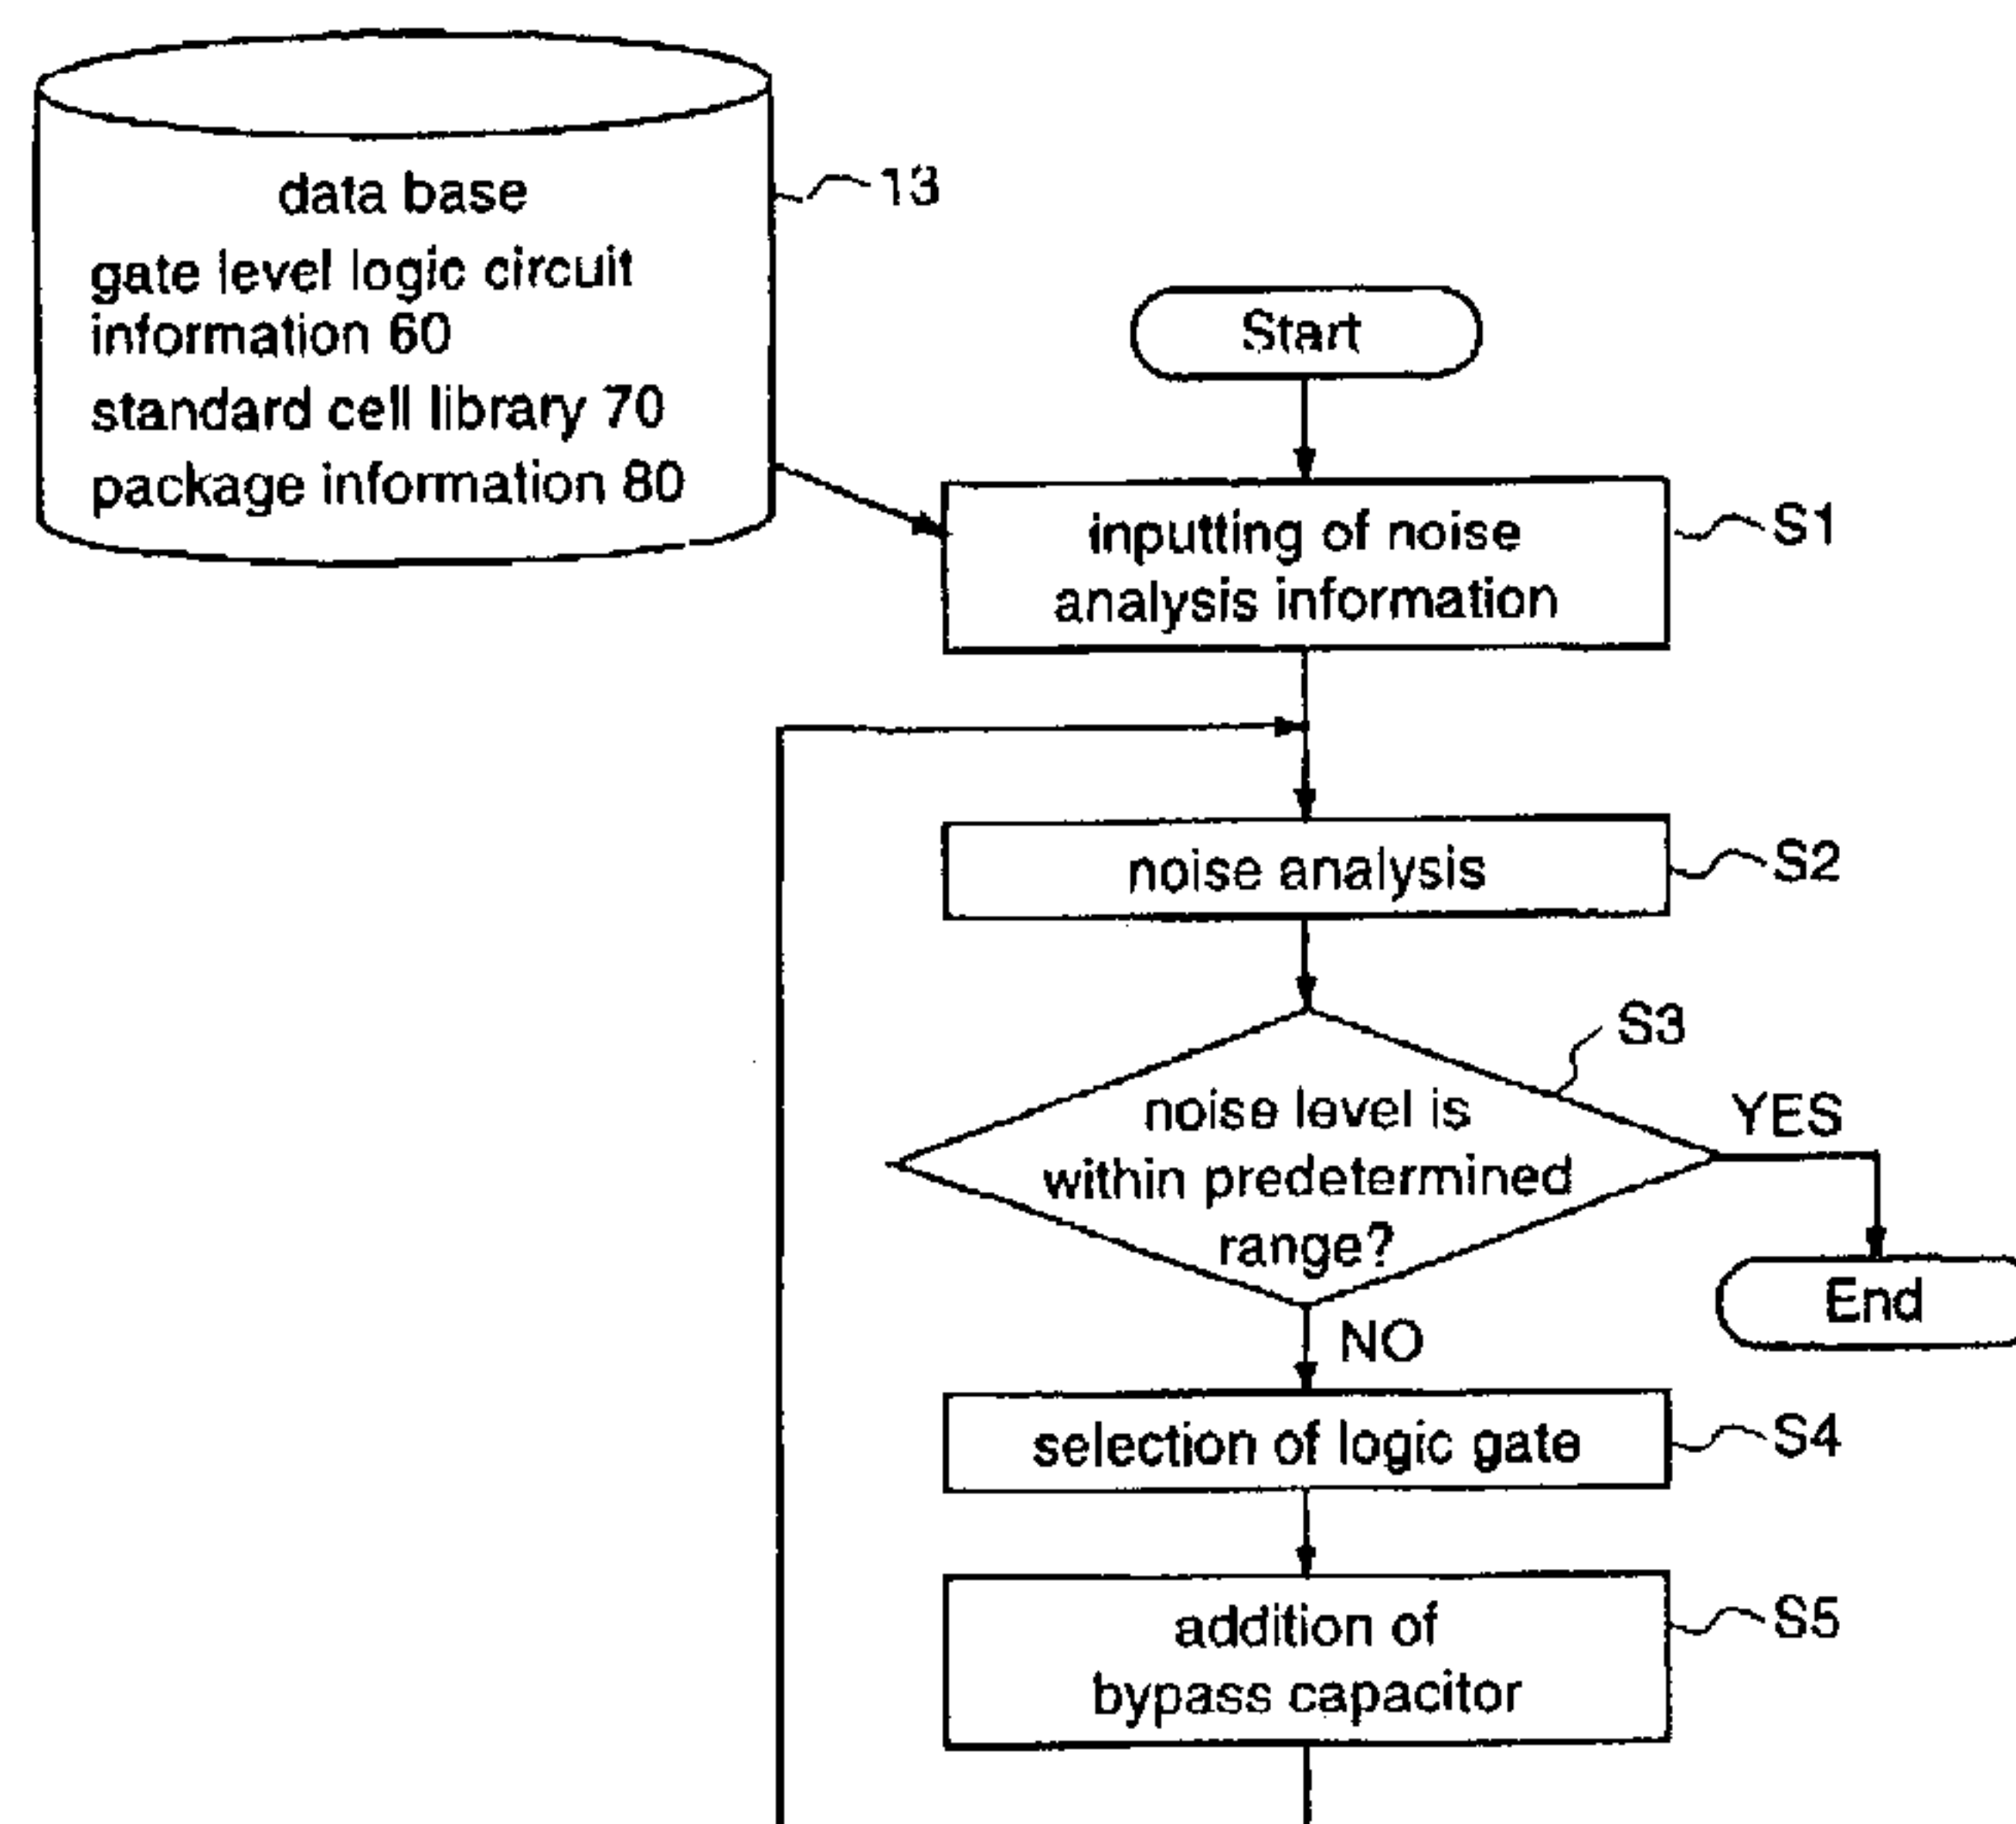 data base
gate level logic circuit
information 60
standard cell library 70
package information 80
13
Start
inputting of noise
analysis information
S1
noise analysis
S2
S3
noise level is
within predetermined
range?
YES
End
NO
selection of logic gate
S4
addition of
bypass capacitor
S5